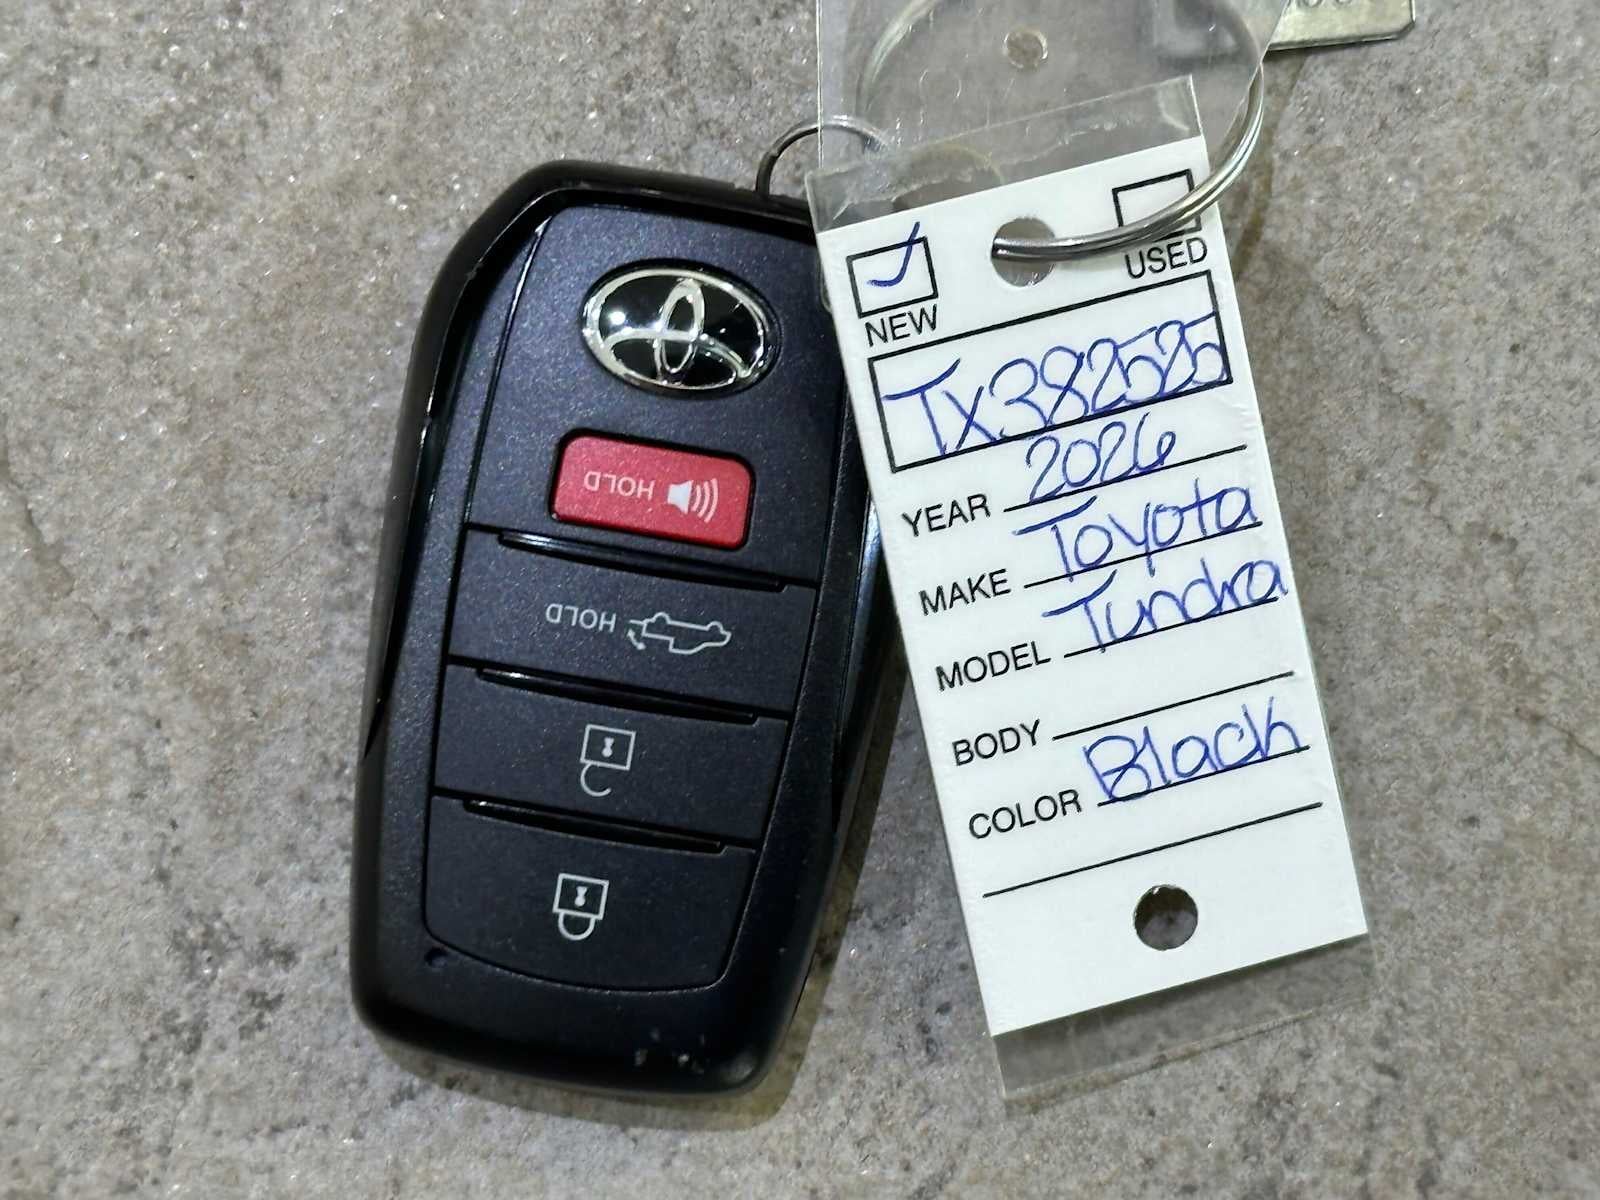 HOLD
HOLD
NEW
USED
TX382525
YEAR 2026
MAKE Toyota
MODEL Tundra
BODY
COLOR Black